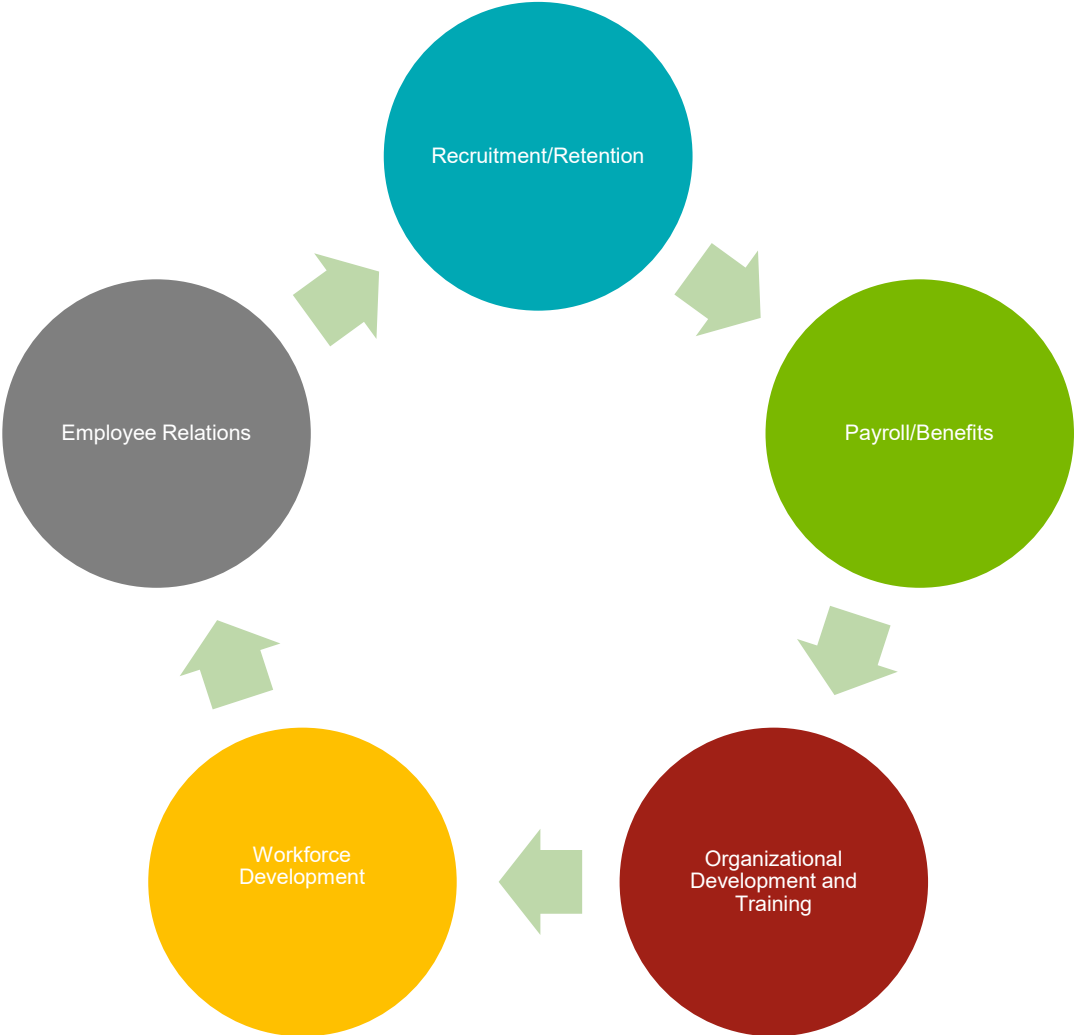 Recruitment/Retention
Payroll/Benefits
Organizational
Development and
Training
Workforce
Development
Employee Relations